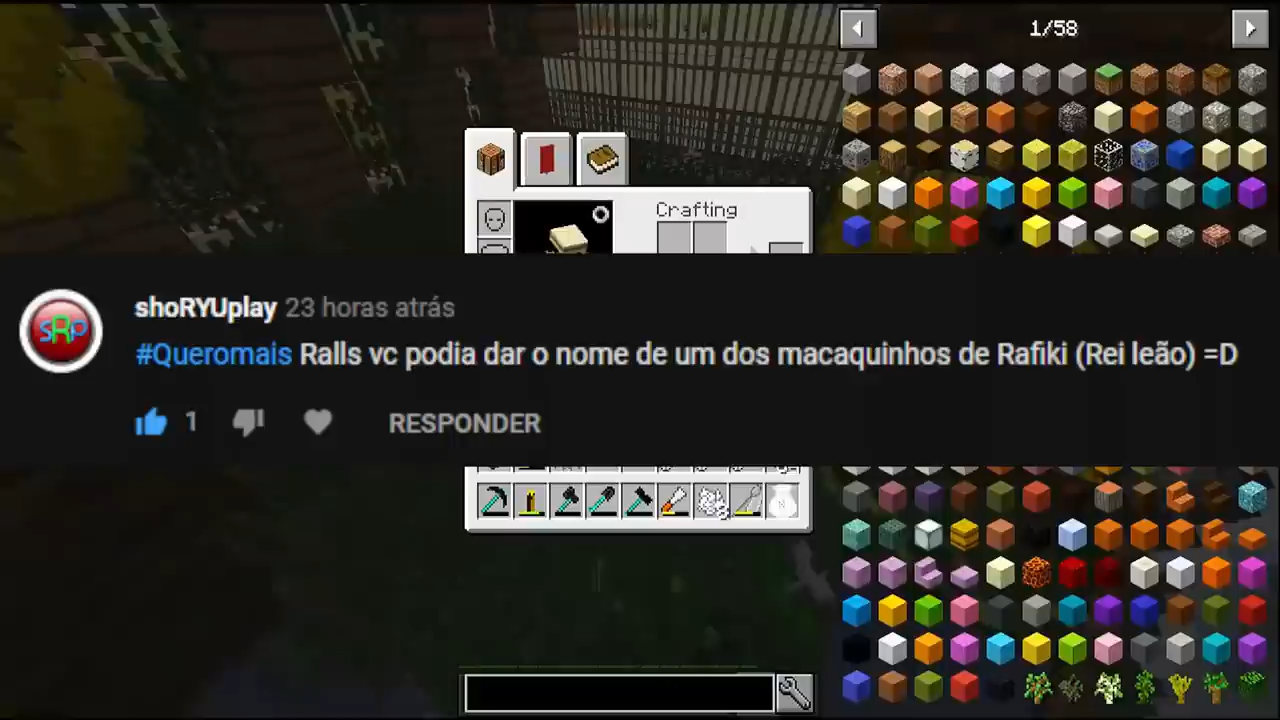 1/58
Crafting
SRP
shoRYUplay 23 horas atrás
#Queromais Ralls vc podia dar o nome de um dos macaquinhos de Rafiki (Rei leão) =D
1
RESPONDER